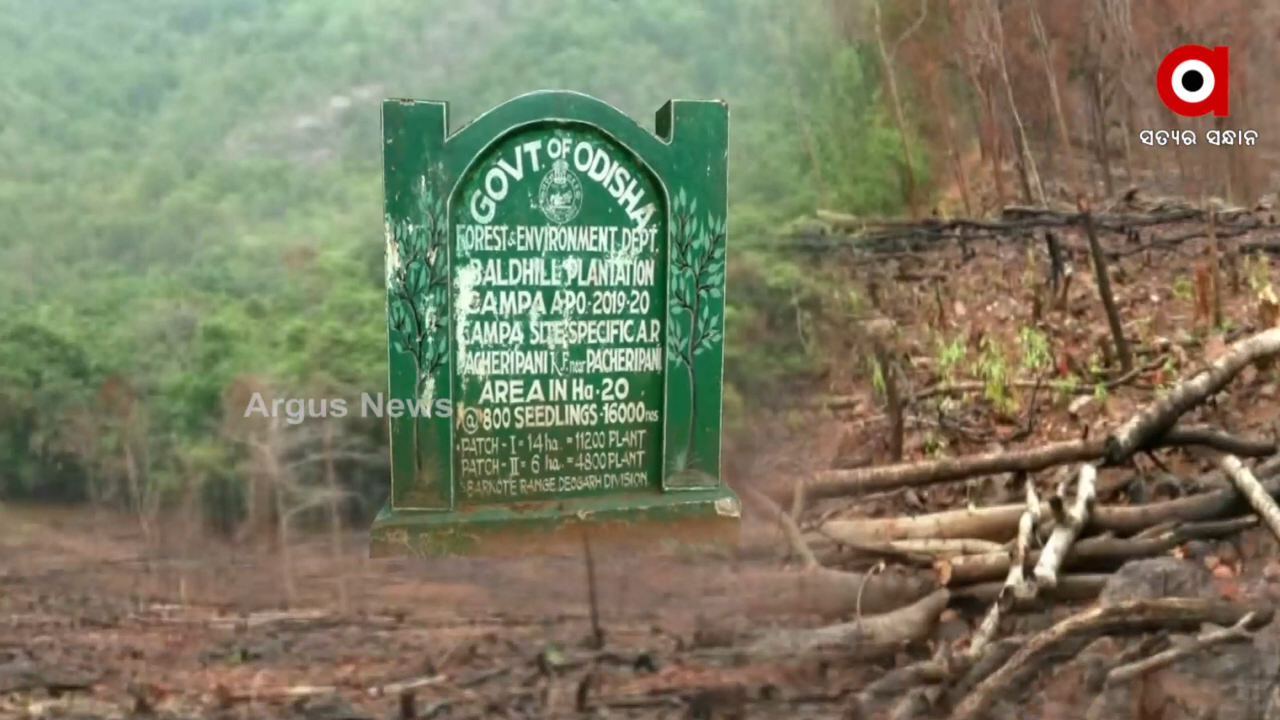 ସତ୍ୟର ସନ୍ଧାନ
GOVT. OF ODISHA
FOREST & ENVIRONMENT DEPT.
BALDHILL PLANTATION
CAMPA APO-2019-20
CAMPA SITE SPECIFIC A.R
PACHERIPANI R.F. near PACHERIPANI
AREA IN Ha-20
@ 800 SEEDLINGS-16000 nos
PATCH - I = 14 ha. = 11200 PLANT
PATCH - II = 6 ha. = 4800 PLANT
BARKOTE RANGE, DEOGARH DIVISION.
Argus News